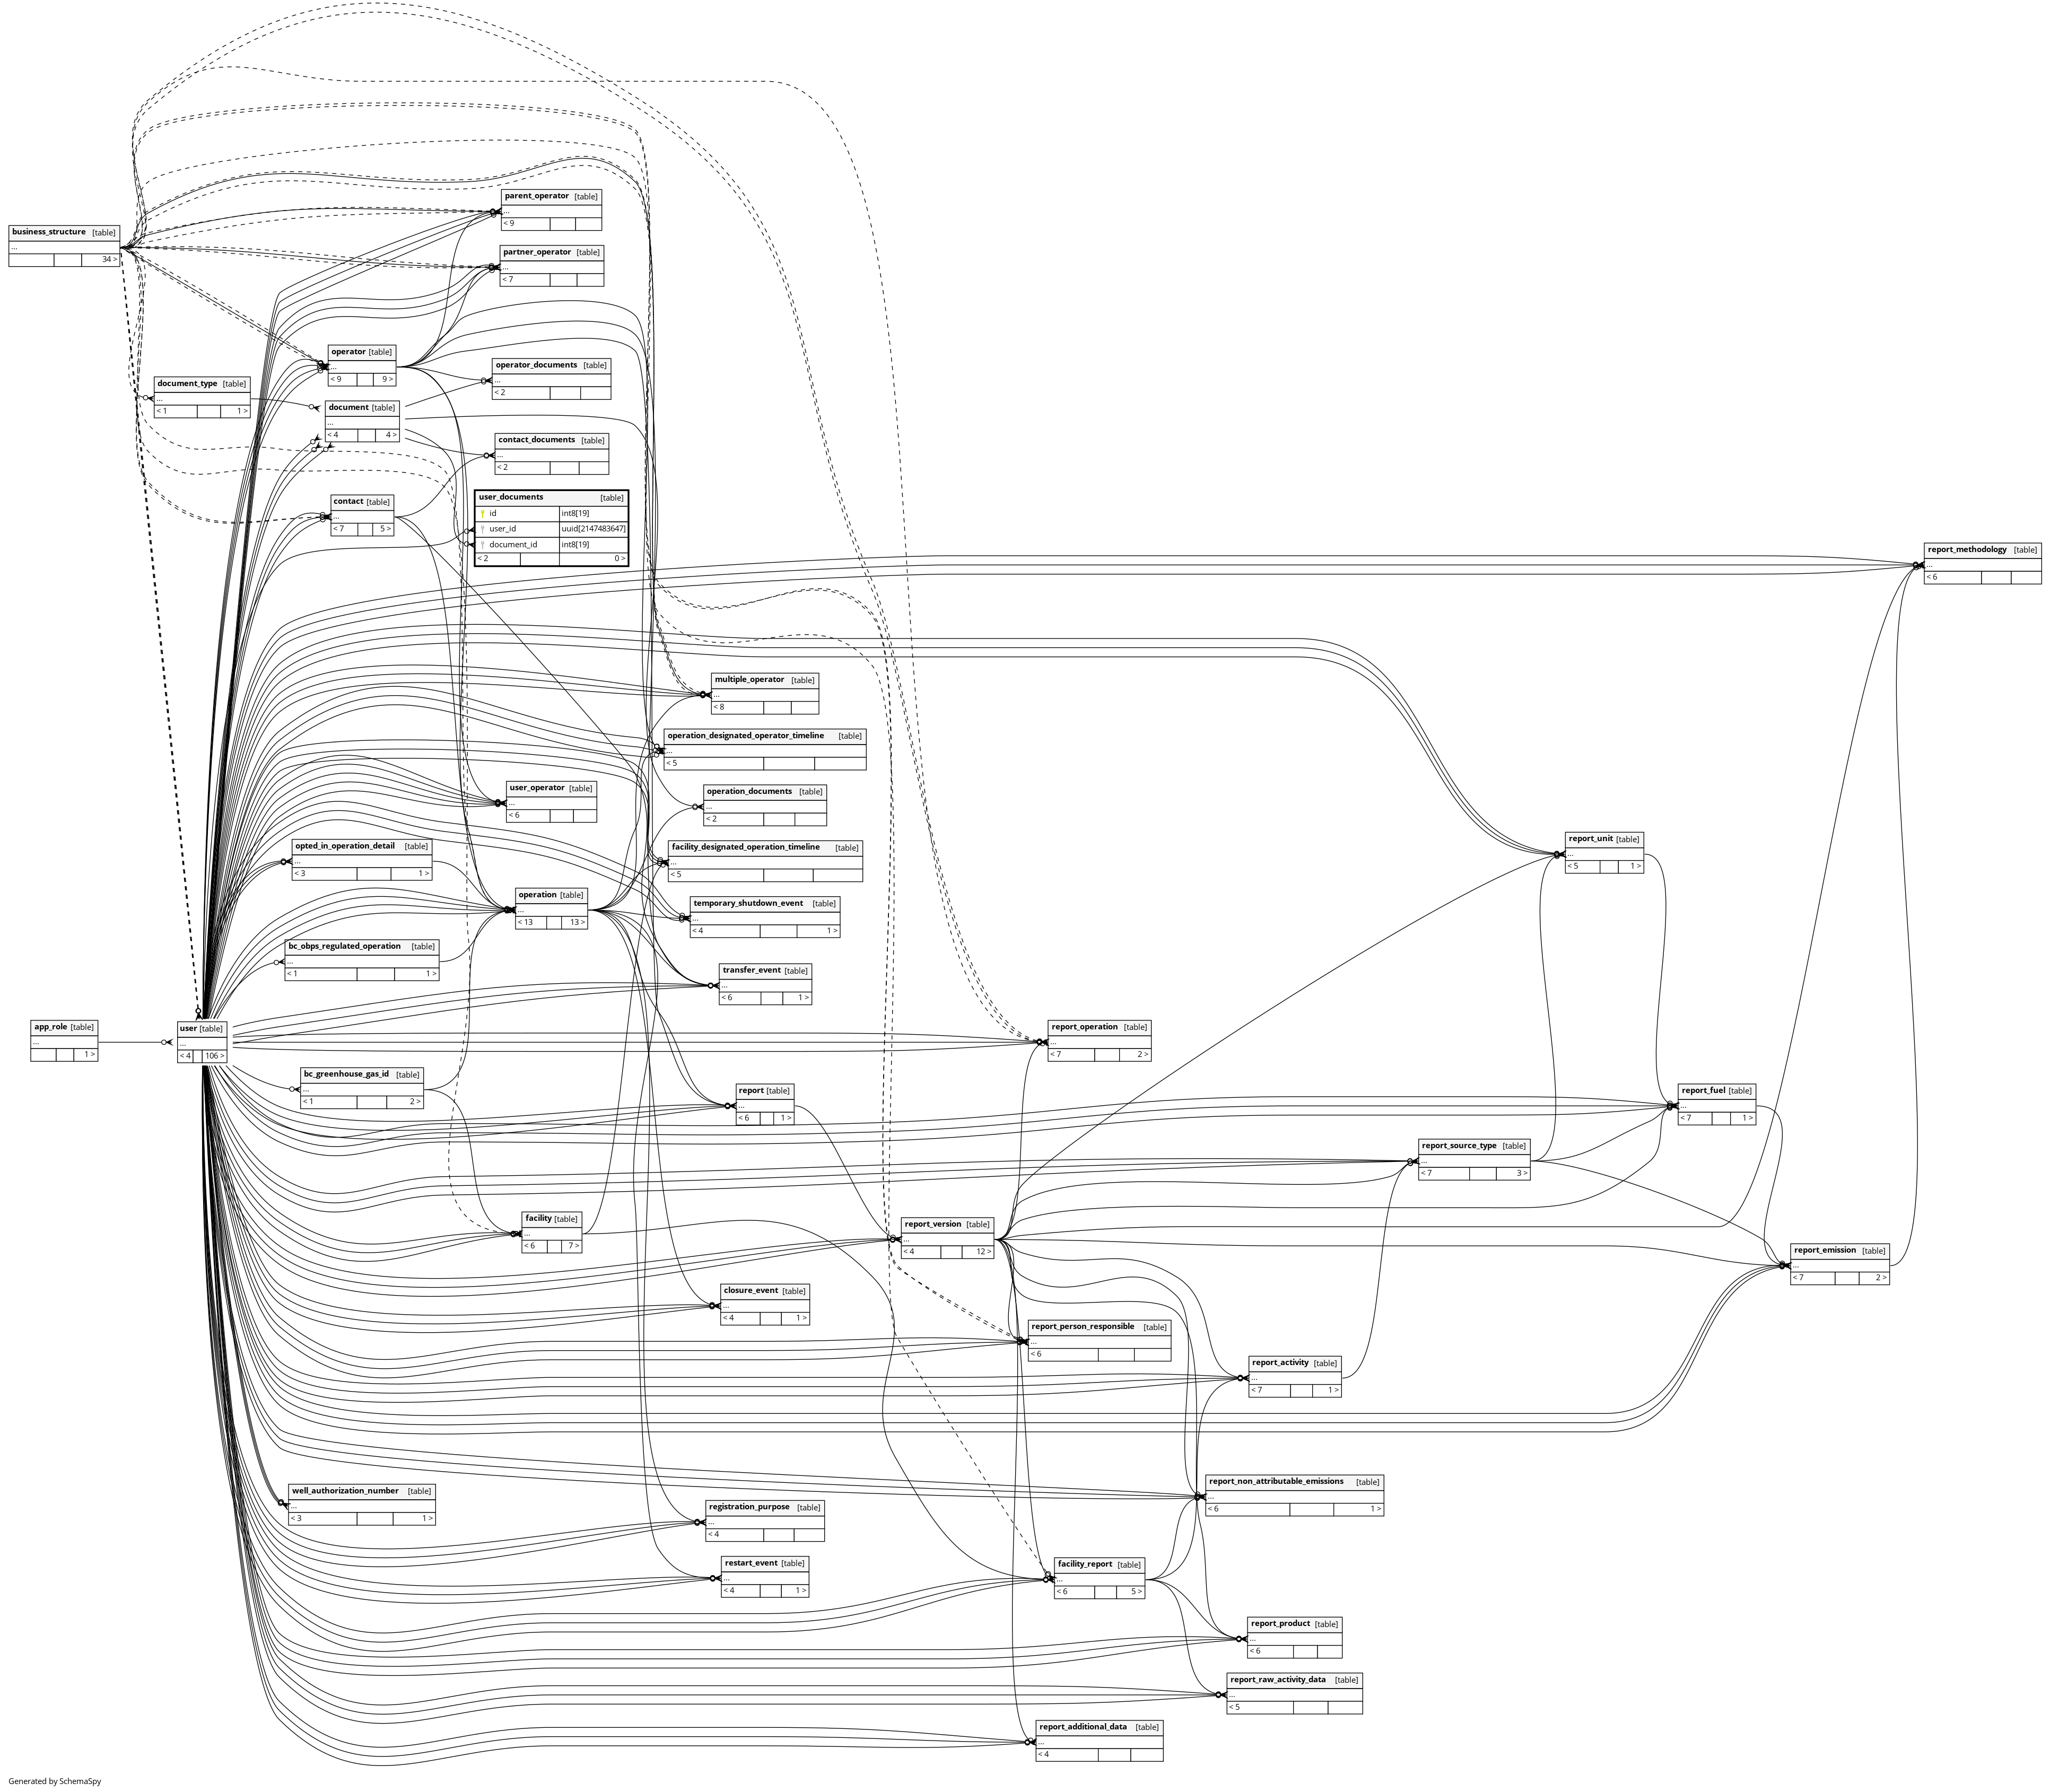 parent_operator [table]
...
< 9
business_structure [table]
...
34 >
partner_operator [table]
...
< 7
operator [table]
...
< 9 9 >
operator_documents [table]
...
< 2
document_type [table]
...
< 1 1 >
document [table]
...
< 4 4 >
contact_documents [table]
...
< 2
user_documents [table]
id int8[19]
user_id uuid[2147483647]
document_id int8[19]
< 2 0 >
contact [table]
...
< 7 5 >
report_methodology [table]
...
< 6
multiple_operator [table]
...
< 8
operation_designated_operator_timeline [table]
...
< 5
user_operator [table]
...
< 6
operation_documents [table]
...
< 2
report_unit [table]
...
< 5 1 >
opted_in_operation_detail [table]
...
< 3 1 >
facility_designated_operation_timeline [table]
...
< 5
operation [table]
...
< 13 13 >
temporary_shutdown_event [table]
...
< 4 1 >
bc_obps_regulated_operation [table]
...
< 1 1 >
transfer_event [table]
...
< 6 1 >
app_role [table]
...
1 >
user [table]
...
< 4 106 >
report_operation [table]
...
< 7 2 >
bc_greenhouse_gas_id [table]
...
< 1 2 >
report [table]
...
< 6 1 >
report_fuel [table]
...
< 7 1 >
report_source_type [table]
...
< 7 3 >
facility [table]
...
< 6 7 >
report_version [table]
...
< 4 12 >
report_emission [table]
...
< 7 2 >
closure_event [table]
...
< 4 1 >
report_person_responsible [table]
...
< 6
report_activity [table]
...
< 7 1 >
report_non_attributable_emissions [table]
...
< 6 1 >
well_authorization_number [table]
...
< 3 1 >
registration_purpose [table]
...
< 4
restart_event [table]
...
< 4 1 >
facility_report [table]
...
< 6 5 >
report_product [table]
...
< 6
report_raw_activity_data [table]
...
< 5
report_additional_data [table]
...
< 4
Generated by SchemaSpy